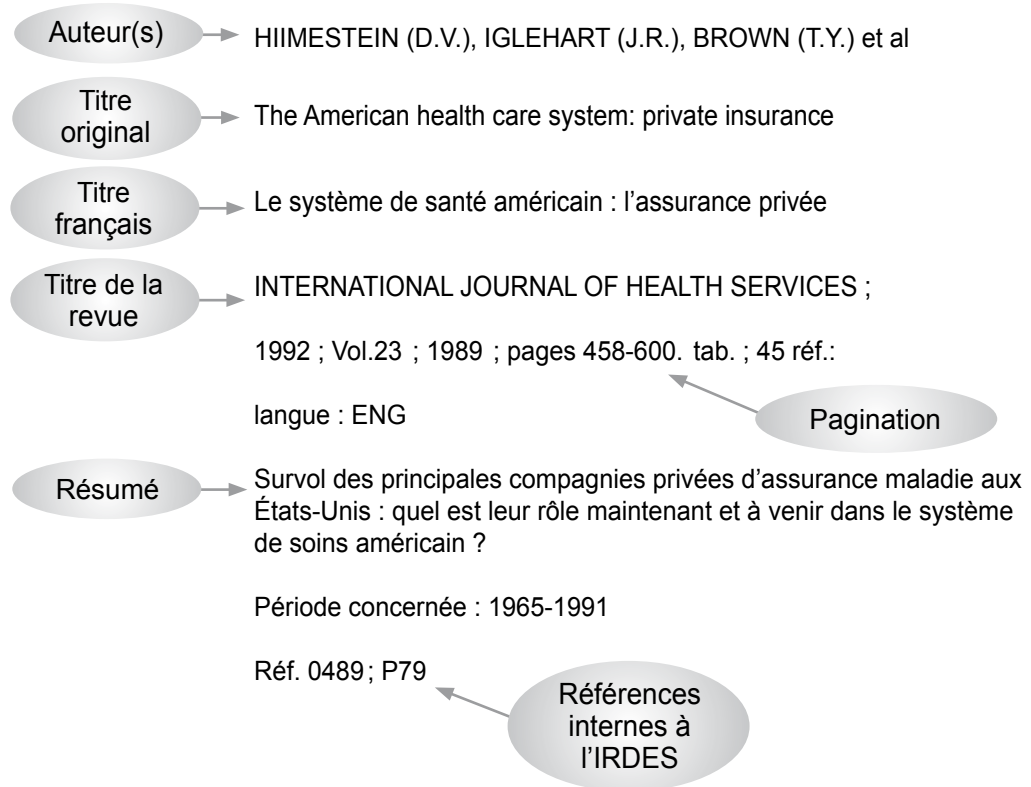 Auteur(s)
HIIMESTEIN (D.V.), IGLEHART (J.R.), BROWN (T.Y.) et al
Titre
original
The American health care system: private insurance
Titre
français
Le système de santé américain : l'assurance privée
Titre de la
revue
INTERNATIONAL JOURNAL OF HEALTH SERVICES ;
1992 ; Vol.23 ; 1989 ; pages 458-600. tab. ; 45 réf.:
langue : ENG
Pagination
Résumé
Survol des principales compagnies privées d'assurance maladie aux
États-Unis : quel est leur rôle maintenant et à venir dans le système
de soins américain ?
Période concernée : 1965-1991
Réf. 0489 ; P79
Références
internes à
l'IRDES